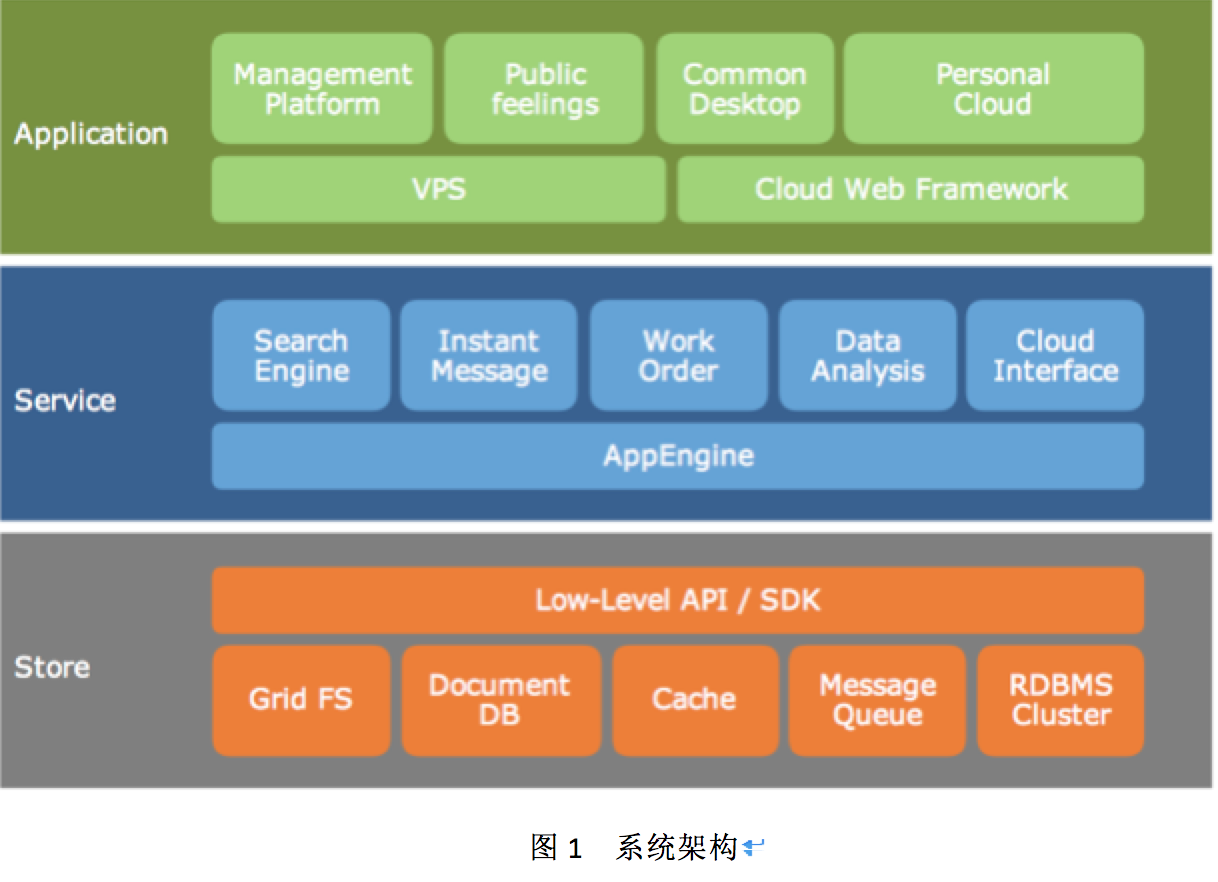 Application
Management
Platform
Public
feelings
Common
Desktop
Personal
Cloud
VPS
Cloud Web Framework
Service
Search
Engine
Instant
Message
Work
Order
Data
Analysis
Cloud
Interface
AppEngine
Store
Low-Level API / SDK
Grid FS
Document
DB
Cache
Message
Queue
RDBMS
Cluster
图 1 系统架构